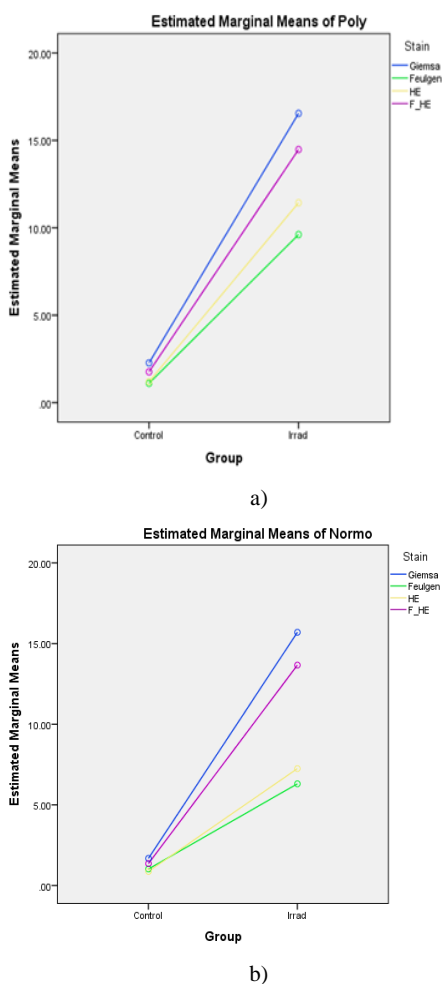 Estimated Marginal Means of Poly
Stain
Giemsa
Feulgen
HE
F_HE
Estimated Marginal Means
20.00
15.00
10.00
5.00
.00
Control
Irrad
Group
a)
Estimated Marginal Means of Normo
Stain
Giemsa
Feulgen
HE
F_HE
Estimated Marginal Means
20.00
15.00
10.00
5.00
.00
Control
Irrad
Group
b)